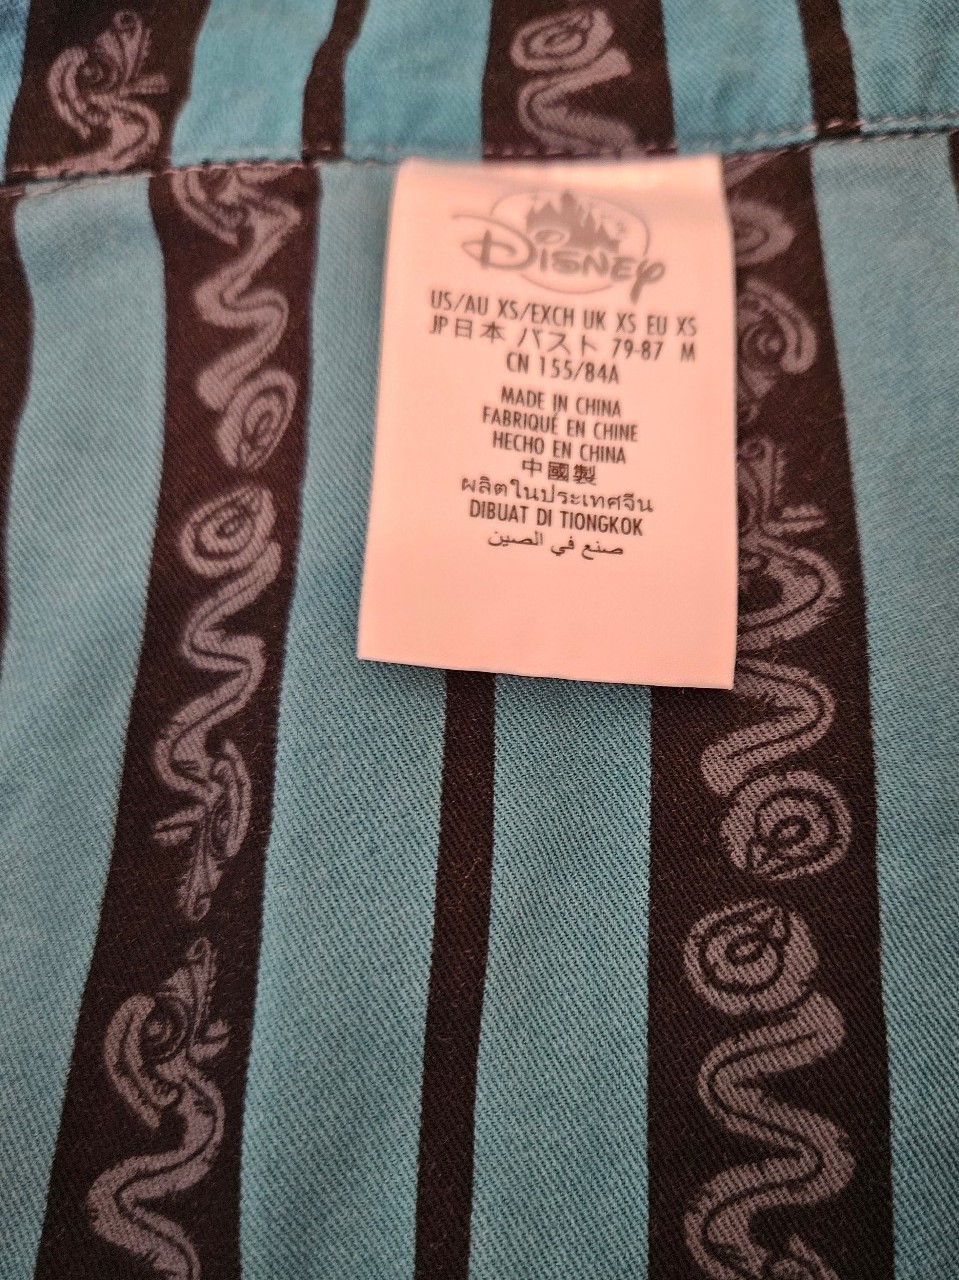 Disney
US/AU XS/EXCH UK XS EU XS
JP日本 バスト 79-87 M
CN 155/84A
MADE IN CHINA
FABRIQUÉ EN CHINE
HECHO EN CHINA
中國製
ผลิตในประเทศจีน
DIBUAT DI TIONGKOK
صنع في الصين